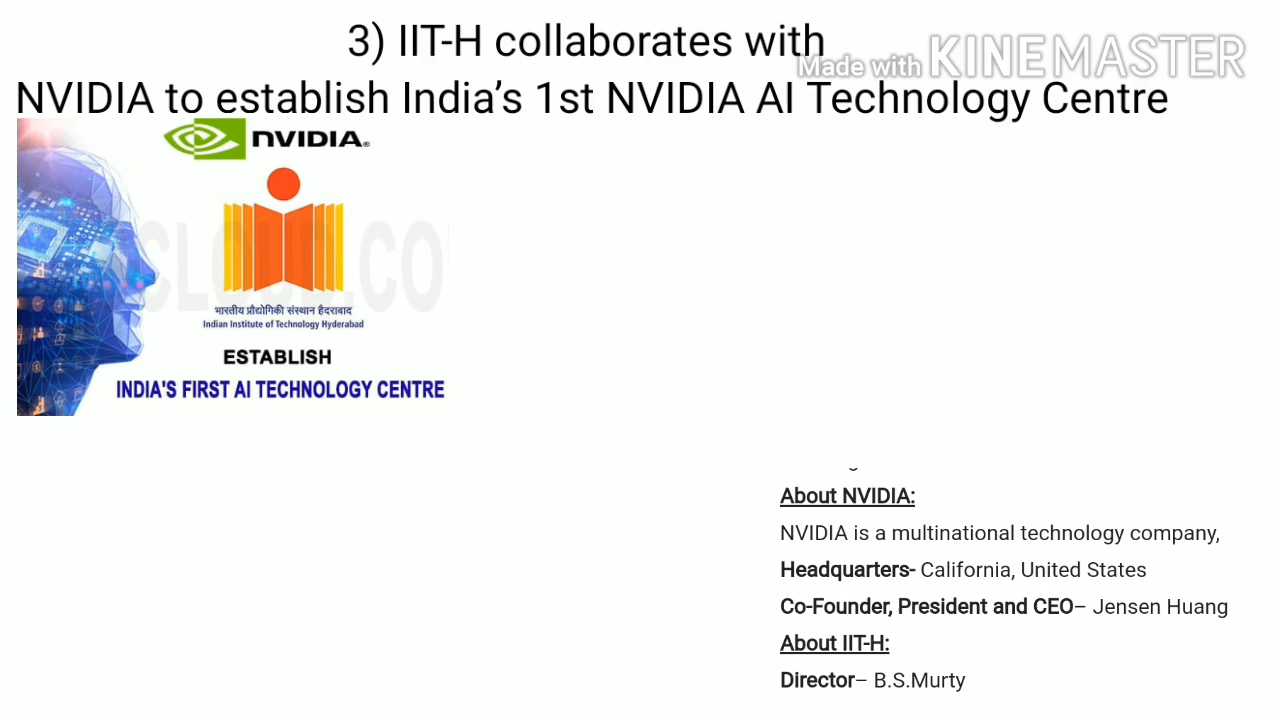 3) IIT-H collaborates with
Made with KINEMASTER
NVIDIA to establish India’s 1st NVIDIA AI Technology Centre
NVIDIA®
CLOUD.CO
भारतीय प्रौद्योगिकी संस्थान हैदराबाद
Indian Institute of Technology Hyderabad
ESTABLISH
INDIA'S FIRST AI TECHNOLOGY CENTRE
About NVIDIA:
NVIDIA is a multinational technology company,
Headquarters- California, United States
Co-Founder, President and CEO– Jensen Huang
About IIT-H:
Director– B.S.Murty